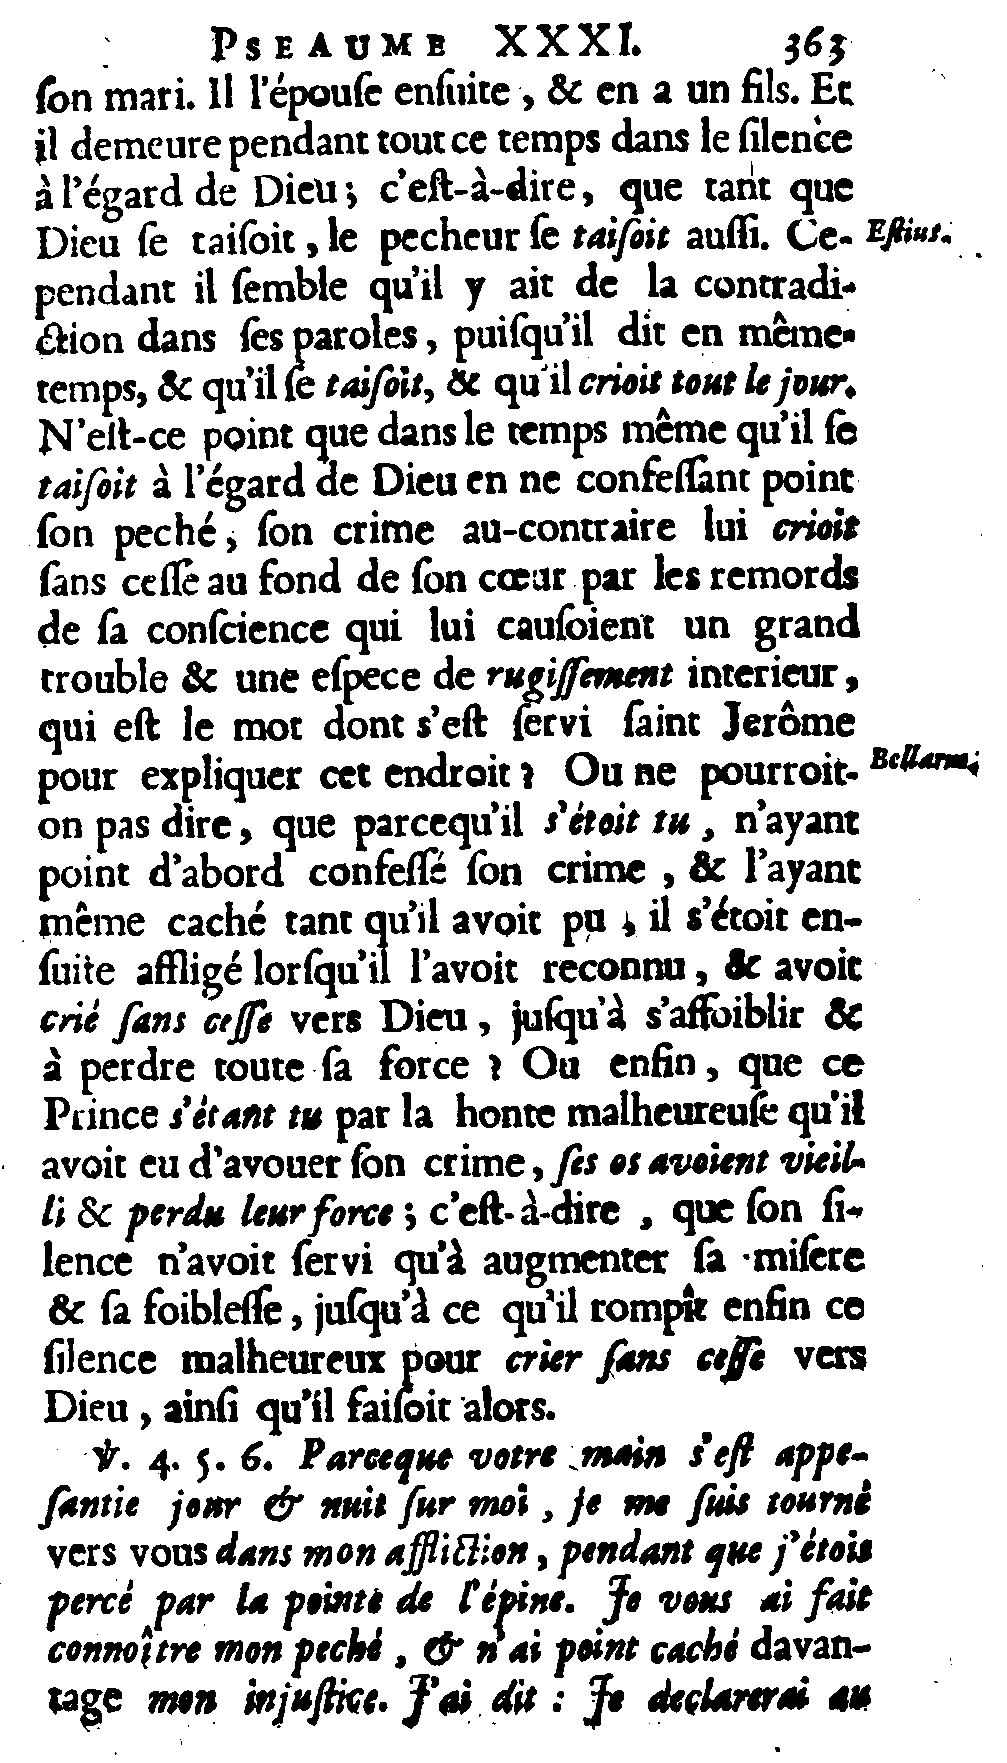 PSEAUME XXXI. 363
ſon mari. Il l'épouſe enſuite, & en a un fils. Et
il demeure pendant tout ce temps dans le ſilence
à l'égard de Dieu; c'eſt-à-dire, que tant que
Dieu ſe taiſoit, le pecheur ſe taiſoit auſſi. Ce- Eſtius.
pendant il ſemble qu'il y ait de la contradi-
ction dans ſes paroles, puiſqu'il dit en même-
temps, & qu'il ſe taiſoit, & qu'il crioit tout le jour.
N'eſt-ce point que dans le temps même qu'il ſe
taiſoit à l'égard de Dieu en ne confeſſant point
ſon peché, ſon crime au-contraire lui crioit
ſans ceſſe au fond de ſon cœur par les remords
de ſa conſcience qui lui cauſoient un grand
trouble & une eſpece de rugiſſement interieur,
qui eſt le mot dont s'eſt ſervi ſaint Jerôme
pour expliquer cet endroit? Ou ne pourroit- Bellarm.
on pas dire, que parcequ'il s'étoit tu, n'ayant
point d'abord confeſſé ſon crime, & l'ayant
même caché tant qu'il avoit pu, il s'étoit en-
ſuite affligé lorſqu'il l'avoit reconnu, & avoit
crié ſans ceſſe vers Dieu, juſqu'à s'affoiblir &
à perdre toute ſa force? Ou enfin, que ce
Prince s'étant tu par la honte malheureuſe qu'il
avoit eu d'avouer ſon crime, ſes os avoient vieil-
li & perdu leur force; c'eſt-à-dire, que ſon ſi-
lence n'avoit ſervi qu'à augmenter ſa miſere
& ſa foibleſſe, juſqu'à ce qu'il rompît enfin ce
ſilence malheureux pour crier ſans ceſſe vers
Dieu, ainſi qu'il faiſoit alors.
℣. 4. 5. 6. Parceque votre main s'eſt appe-
ſantie jour & nuit ſur moi, je me ſuis tourné
vers vous dans mon affliction, pendant que j'étois
percé par la pointe de l'épine. Je vous ai fait
connoître mon peché, & n'ai point caché davan-
tage mon injuſtice. J'ai dit: Je declarerai au